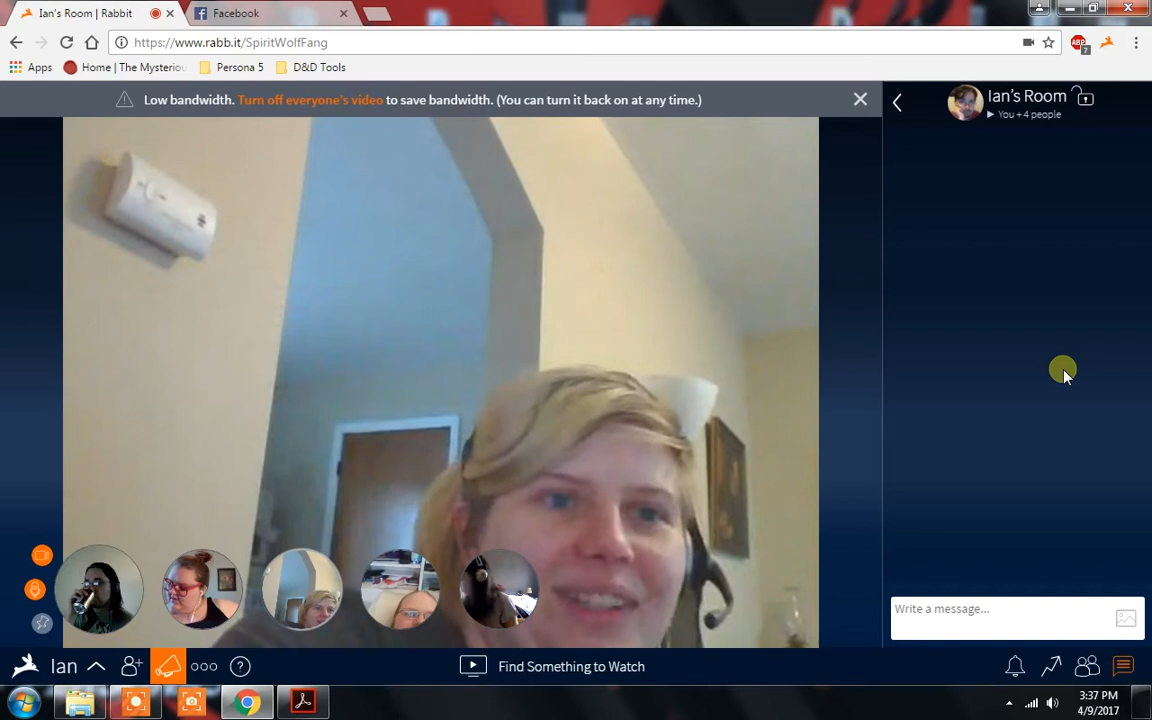 Ian's Room | Rabbit
Facebook
https://www.rabb.it/SpiritWolfFang
ABP
7
Apps
Home | The Mysteriou
Persona 5
D&D Tools
Low bandwidth. Turn off everyone's video to save bandwidth. (You can turn it back on at any time.)
Ian's Room
You + 4 people
Write a message...
Ian
Find Something to Watch
3:37 PM
4/9/2017